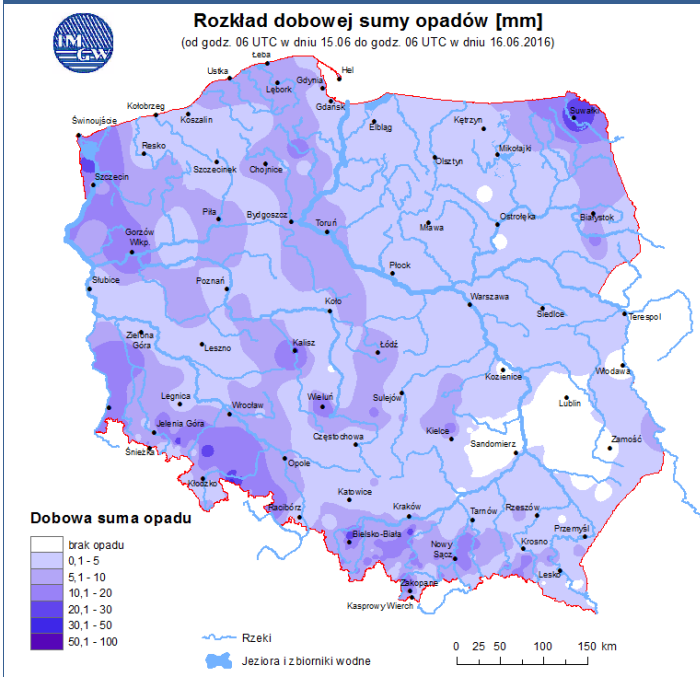 Rozkład dobowej sumy opadów [mm]
(od godz. 06 UTC w dniu 15.06 do godz. 06 UTC w dniu 16.06.2016)
IM
GW
Łeba
Ustka
Hel
Gdynia
Lębork
Gdańsk
Kołobrzeg
Koszalin
Suwałki
Świnoujście
Elbląg
Kętrzyn
Resko
Mikołajki
Szczecinek
Chojnice
Olsztyn
Szczecin
Piła
Bydgoszcz
Toruń
Mława
Ostrołęka
Białystok
Gorzów
Wlkp.
Płock
Słubice
Poznań
Koło
Warszawa
Siedlce
Terespol
Zielona
Góra
Leszno
Kalisz
Łódź
Kozienice
Włodawa
Legnica
Wrocław
Wieluń
Sulejów
Lublin
Jelenia Góra
Kielce
Śnieżka
Częstochowa
Sandomierz
Zamość
Opole
Kłodzko
Katowice
Racibórz
Kraków
Tarnów
Rzeszów
Bielsko-Biała
Przemyśl
Nowy
Sącz
Krosno
Lesko
Zakopane
Kasprowy Wierch
Dobowa suma opadu
brak opadu
0,1 - 5
5,1 - 10
10,1 - 20
20,1 - 30
30,1 - 50
50,1 - 100
Rzeki
Jeziora i zbiorniki wodne
0 25 50 100 150 km